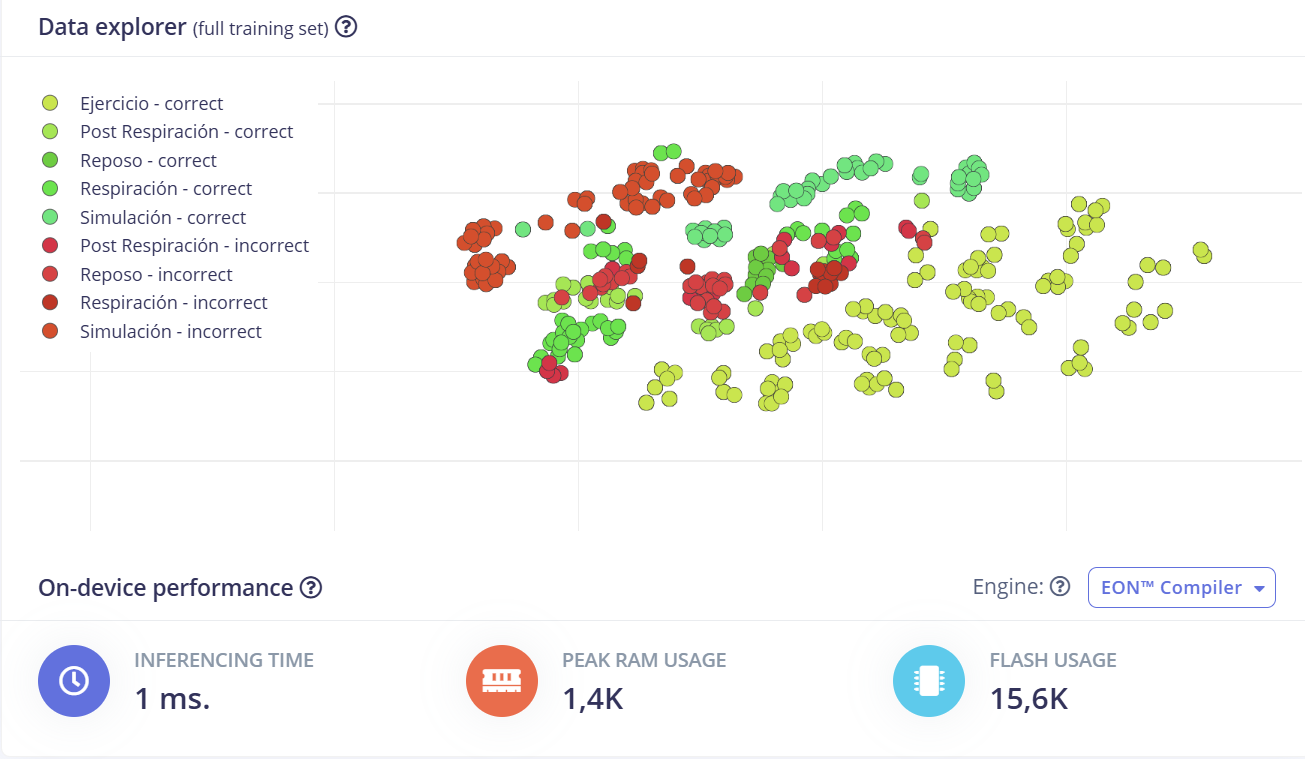 Data explorer (full training set) ?
Ejercicio - correct
Post Respiración - correct
Reposo - correct
Respiración - correct
Simulación - correct
Post Respiración - incorrect
Reposo - incorrect
Respiración - incorrect
Simulación - incorrect
On-device performance ?
Engine: ?
EON™ Compiler
INFERENCING TIME
1 ms.
PEAK RAM USAGE
1,4K
FLASH USAGE
15,6K